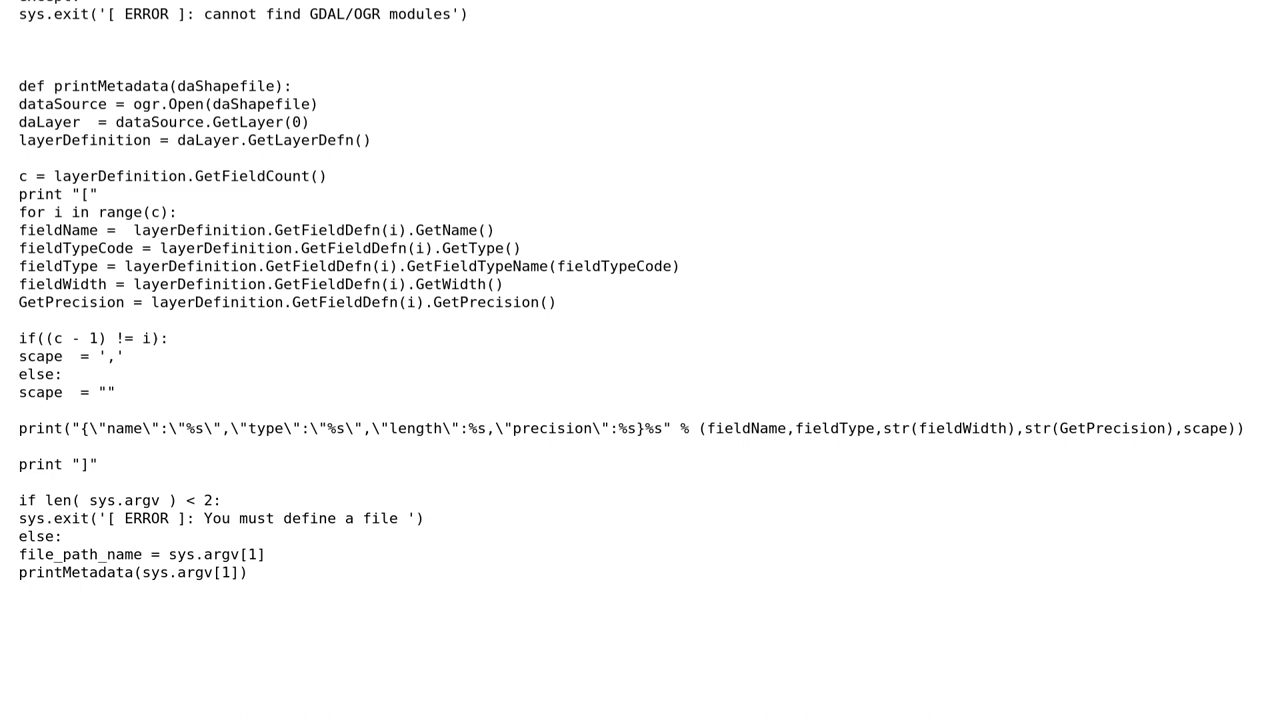 sys.exit('[ ERROR ]: cannot find GDAL/OGR modules')
def printMetadata(daShapefile):
dataSource = ogr.Open(daShapefile)
daLayer  = dataSource.GetLayer(0)
layerDefinition = daLayer.GetLayerDefn()
c = layerDefinition.GetFieldCount()
print "["
for i in range(c):
fieldName =  layerDefinition.GetFieldDefn(i).GetName()
fieldTypeCode = layerDefinition.GetFieldDefn(i).GetType()
fieldType = layerDefinition.GetFieldDefn(i).GetFieldTypeName(fieldTypeCode)
fieldWidth = layerDefinition.GetFieldDefn(i).GetWidth()
GetPrecision = layerDefinition.GetFieldDefn(i).GetPrecision()
if((c - 1) != i):
scape  = ','
else:
scape  = ""
print("{\"name\":\"%s\",\"type\":\"%s\",\"length\":%s,\"precision\":%s}%s" % (fieldName,fieldType,str(fieldWidth),str(GetPrecision),scape))
print "]"
if len( sys.argv ) < 2:
sys.exit('[ ERROR ]: You must define a file ')
else:
file_path_name = sys.argv[1]
printMetadata(sys.argv[1])